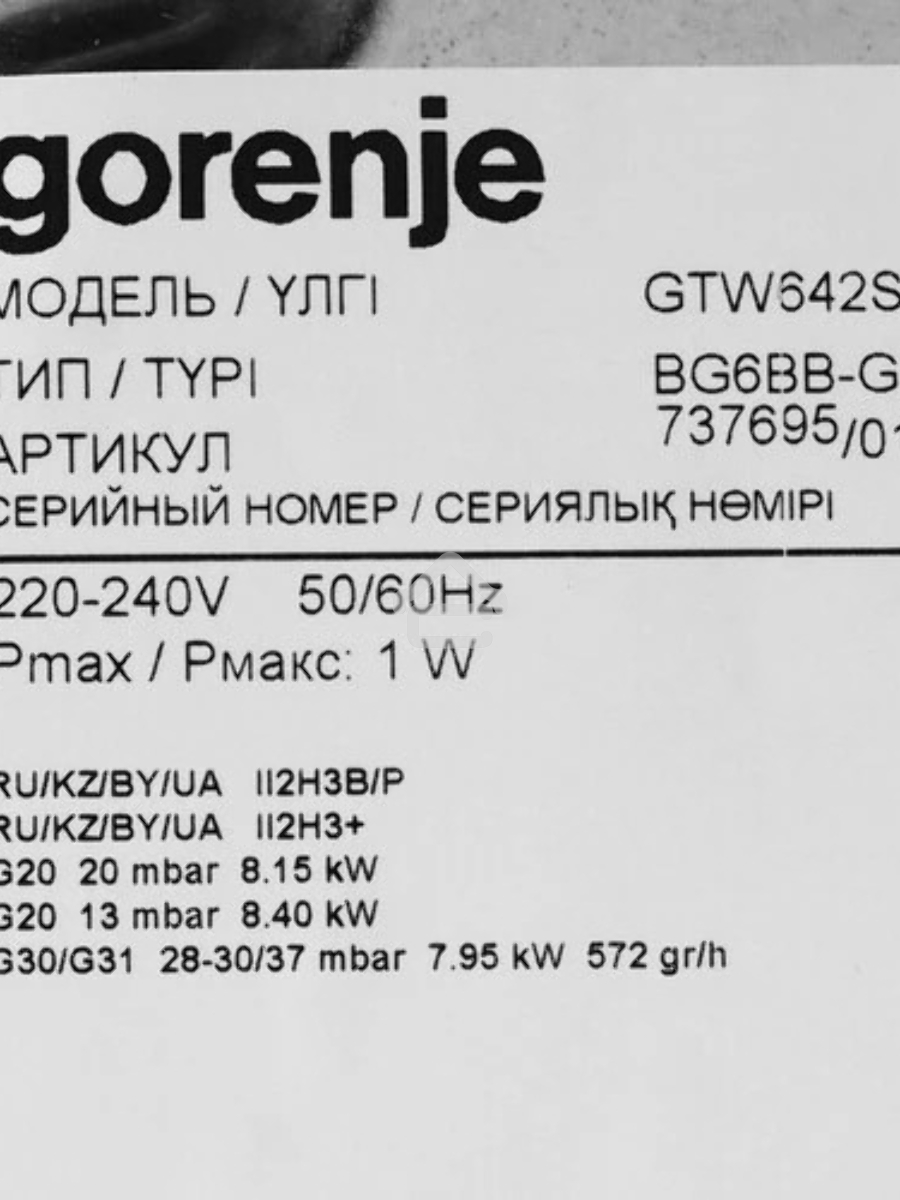 gorenje
МОДЕЛЬ / ҮЛГІ GTW642S
ТИП / ТҮРІ BG6BB-G
АРТИКУЛ 737695/01
СЕРИЙНЫЙ НОМЕР / СЕРИЯЛЫҚ НӨМІРІ
220-240V 50/60Hz
Pmax / Pмакс: 1 W
RU/KZ/BY/UA II2H3B/P
RU/KZ/BY/UA II2H3+
G20 20 mbar 8.15 kW
G20 13 mbar 8.40 kW
G30/G31 28-30/37 mbar 7.95 kW 572 gr/h